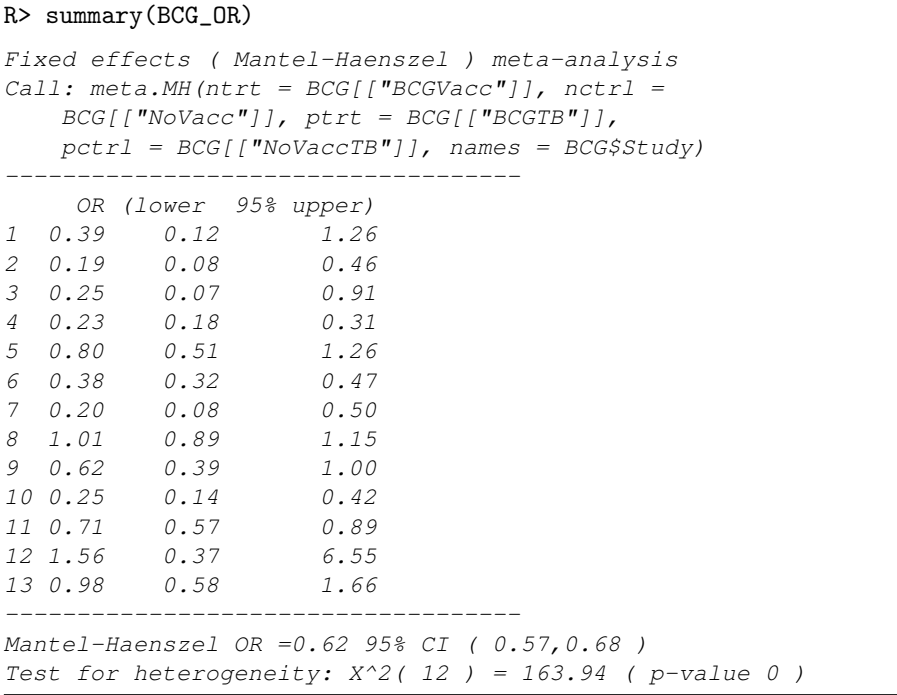 R> summary(BCG_OR)
Fixed effects ( Mantel-Haenszel ) meta-analysis
Call: meta.MH(ntrt = BCG[["BCGVacc"]], nctrl =
    BCG[["NoVacc"]], ptrt = BCG[["BCGTB"]],
    pctrl = BCG[["NoVaccTB"]], names = BCG$Study)
------------------------------------
     OR (lower  95% upper)
1  0.39    0.12       1.26
2  0.19    0.08       0.46
3  0.25    0.07       0.91
4  0.23    0.18       0.31
5  0.80    0.51       1.26
6  0.38    0.32       0.47
7  0.20    0.08       0.50
8  1.01    0.89       1.15
9  0.62    0.39       1.00
10 0.25    0.14       0.42
11 0.71    0.57       0.89
12 1.56    0.37       6.55
13 0.98    0.58       1.66
------------------------------------
Mantel-Haenszel OR =0.62 95% CI ( 0.57,0.68 )
Test for heterogeneity: X^2( 12 ) = 163.94 ( p-value 0 )